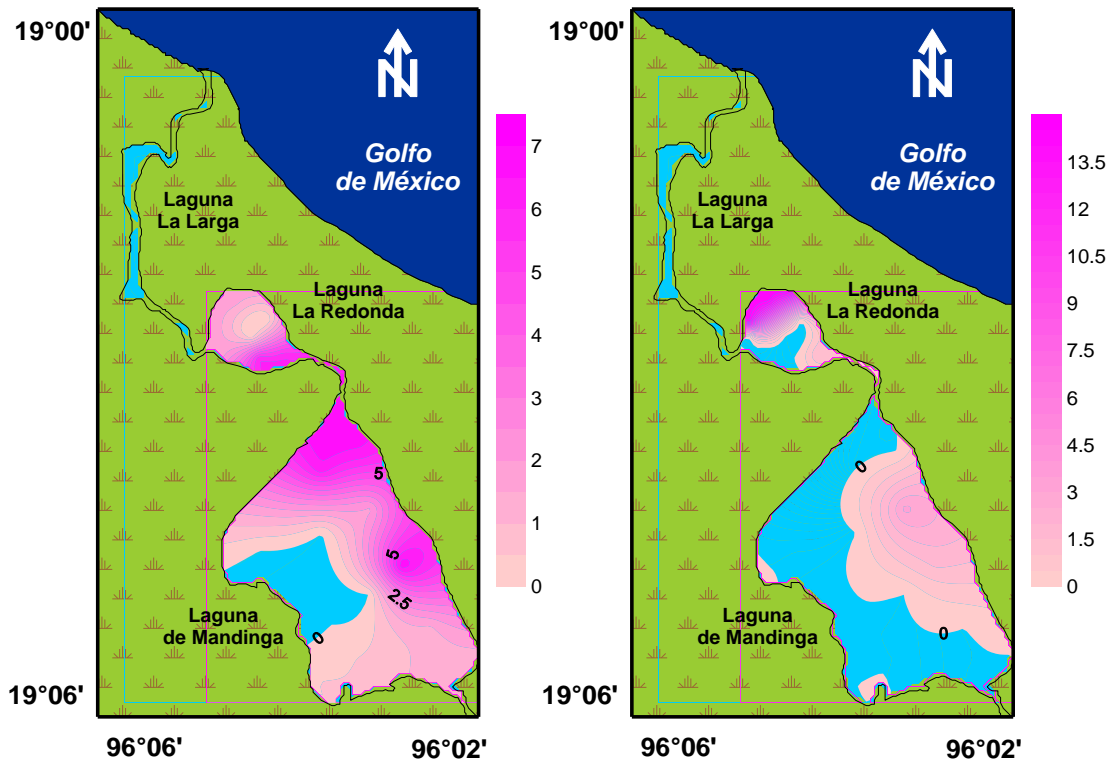 19°00'
N
Golfo
de México
Laguna
La Larga
Laguna
La Redonda
5
5
2.5
0
Laguna
de Mandinga
19°06'
96°06'
96°02'
7
6
5
4
3
2
1
0
19°00'
N
Golfo
de México
Laguna
La Larga
Laguna
La Redonda
0
0
Laguna
de Mandinga
19°06'
96°06'
96°02'
13.5
12
10.5
9
7.5
6
4.5
3
1.5
0